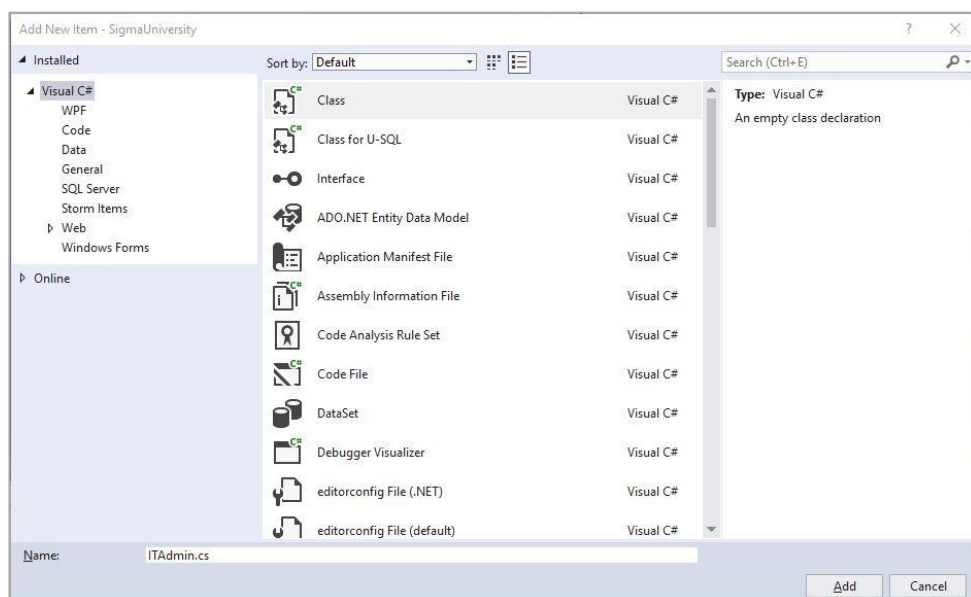 Add New Item - SigmaUniversity
?
Installed
Sort by: Default
Search (Ctrl+E)
Visual C#
WPF
Code
Data
General
SQL Server
Storm Items
Web
Windows Forms
Online
C# Class Visual C#
C# Class for U-SQL Visual C#
Interface Visual C#
ADO.NET Entity Data Model Visual C#
Application Manifest File Visual C#
C# Assembly Information File Visual C#
Code Analysis Rule Set Visual C#
C# Code File Visual C#
DataSet Visual C#
C# Debugger Visualizer Visual C#
editorconfig File (.NET) Visual C#
editorconfig File (default) Visual C#
Type: Visual C#
An empty class declaration
Name: ITAdmin.cs
Add Cancel